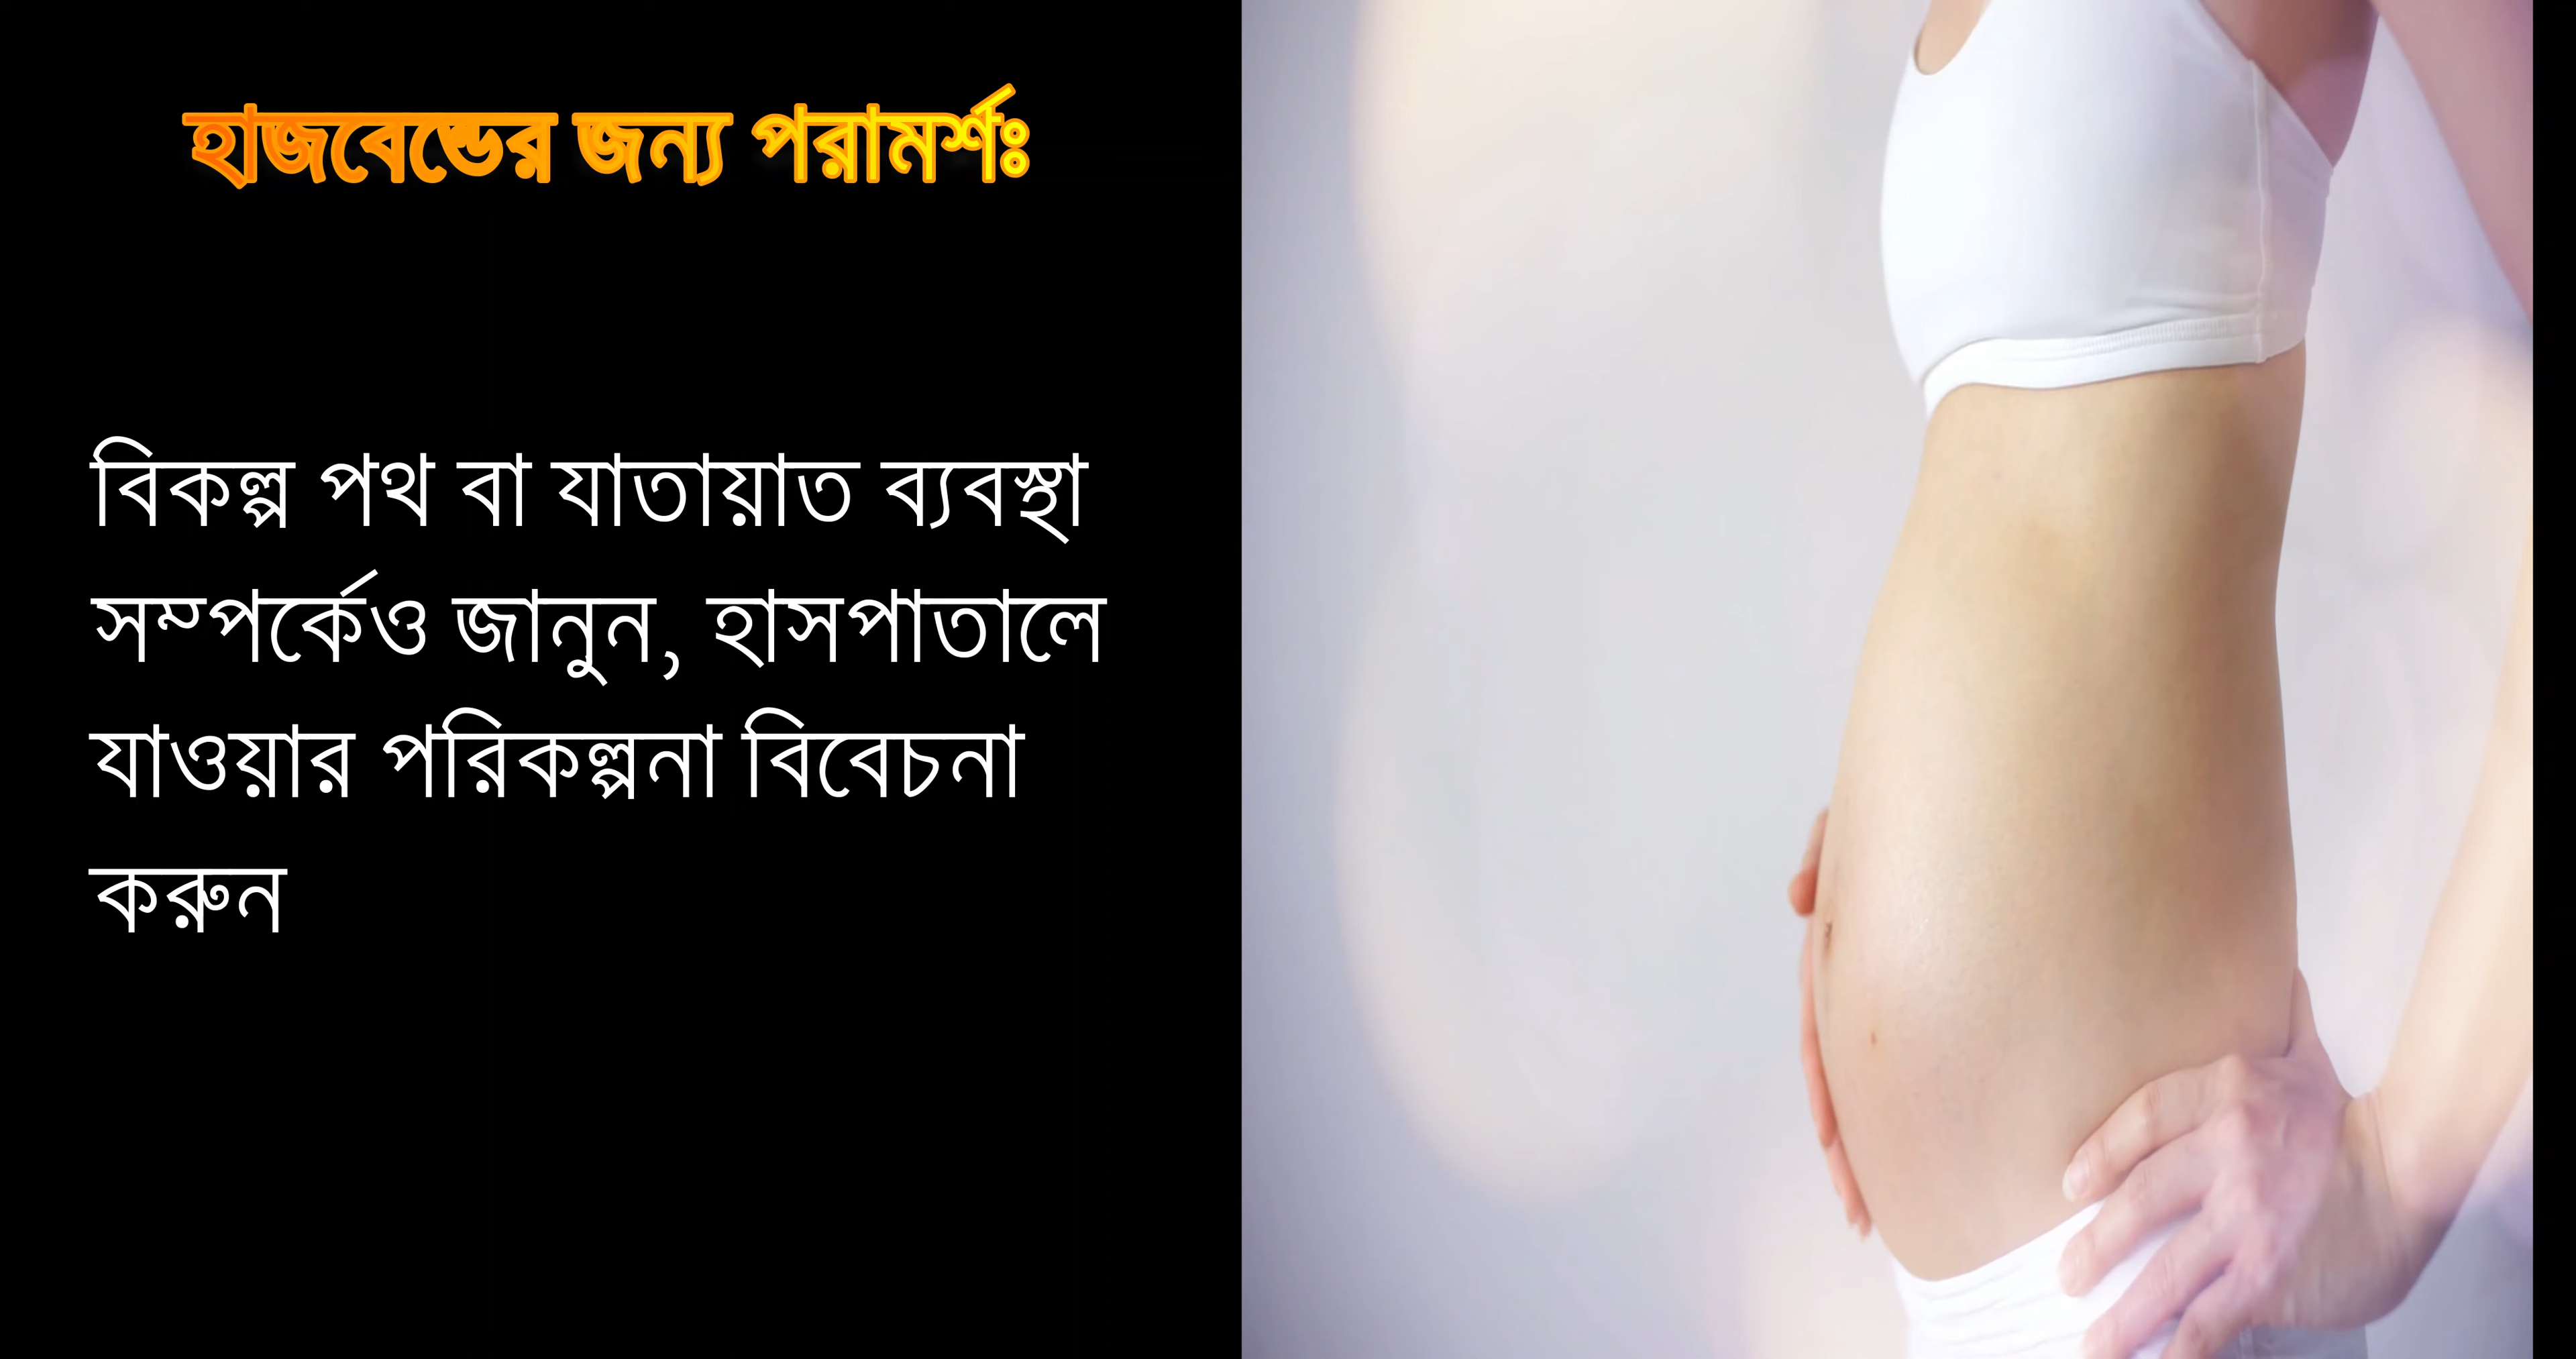 হাজবেন্ডের জন্য পরামর্শঃ
বিকল্প পথ বা যাতায়াত ব্যবস্থা
সম্পর্কেও জানুন, হাসপাতালে
যাওয়ার পরিকল্পনা বিবেচনা
করুন